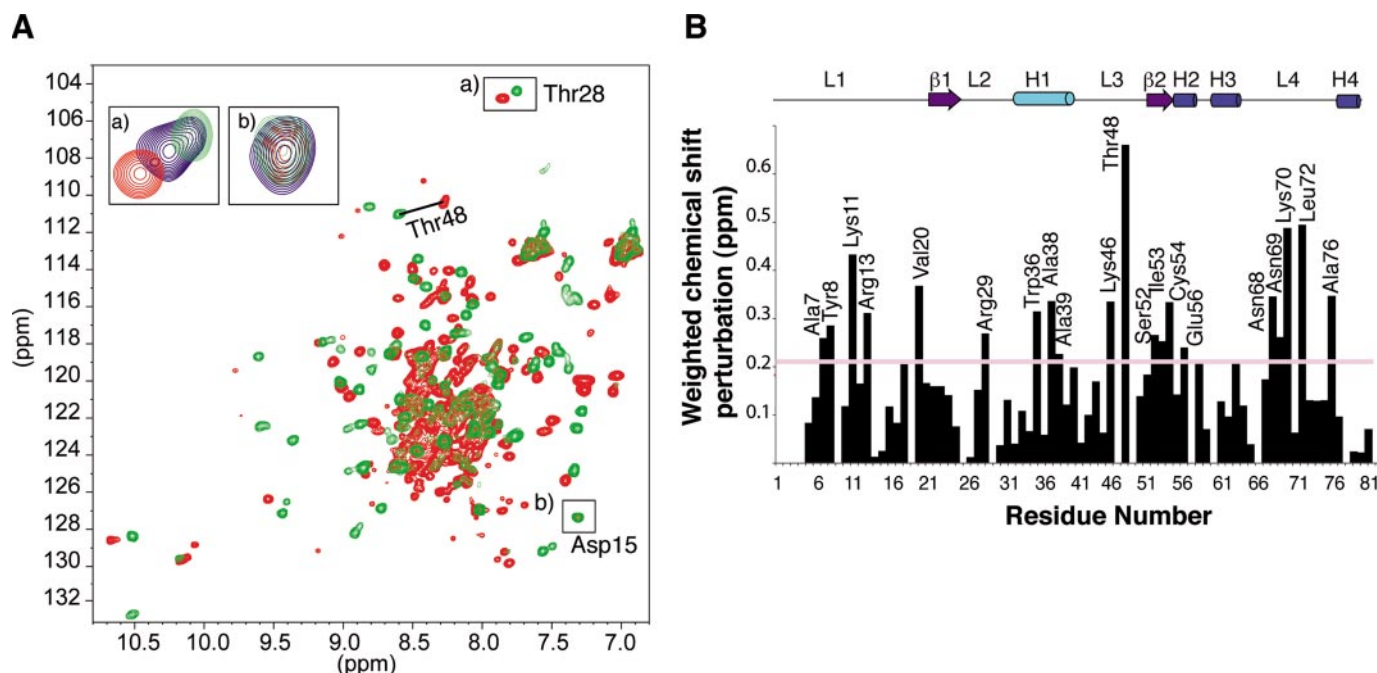 A
B
104
106
108
110
112
114
116
118
120
122
124
126
128
130
132
(ppm)
10.5 10.0 9.5 9.0 8.5 8.0 7.5 7.0
(ppm)
a)
b)
a)
Thr28
Thr48
b)
Asp15
L1 β1 L2 H1 L3 β2 H2 H3 L4 H4
Weighted chemical shift
perturbation (ppm)
0.6
0.5
0.4
0.3
0.2
0.1
Ala7
Tyr8
Lys11
Arg13
Val20
Arg29
Trp36
Ala38
Ala39
Lys46
Thr48
Ser52
Ile53
Cys54
Glu56
Asn68
Asn69
Lys70
Leu72
Ala76
1 6 11 16 21 26 31 36 41 46 51 56 61 66 71 76 81
Residue Number